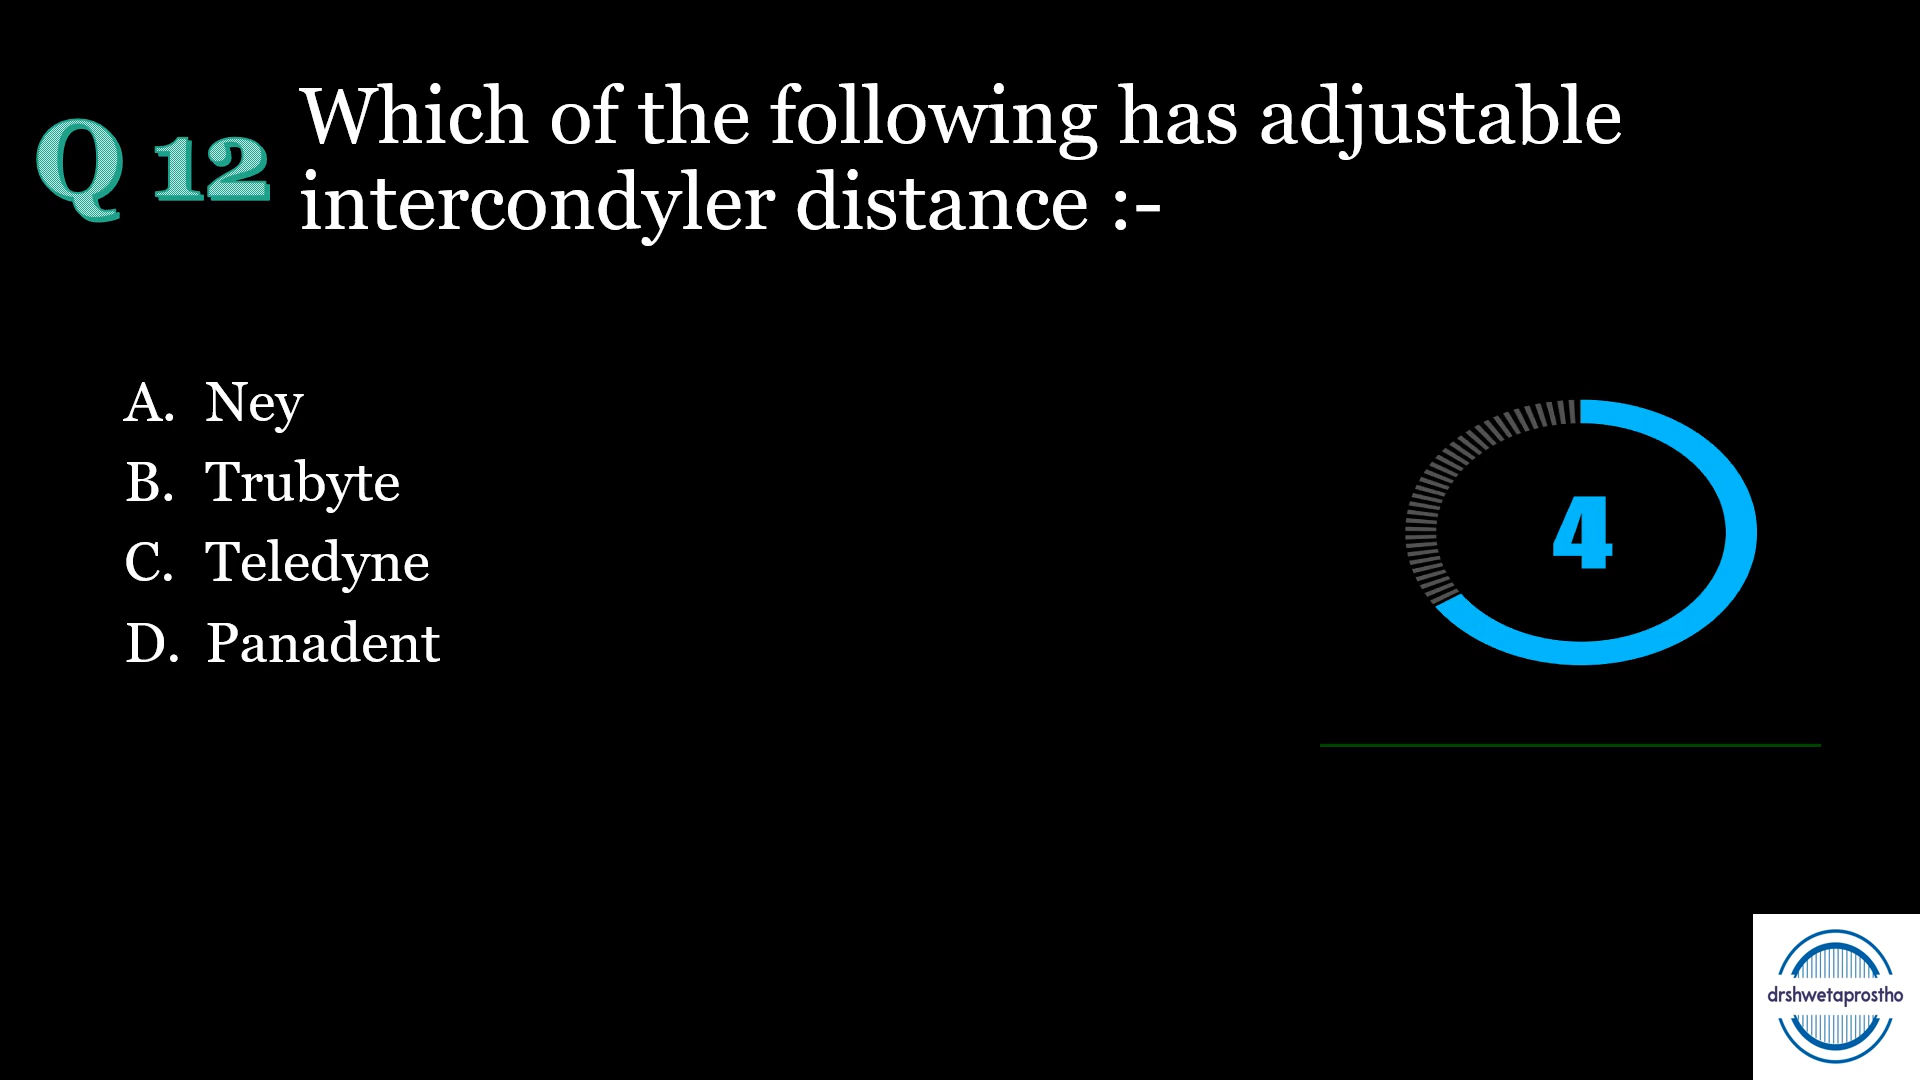 Q 12
Which of the following has adjustable
intercondyler distance :-
A. Ney
B. Trubyte
C. Teledyne
D. Panadent
4
drshwetaprostho